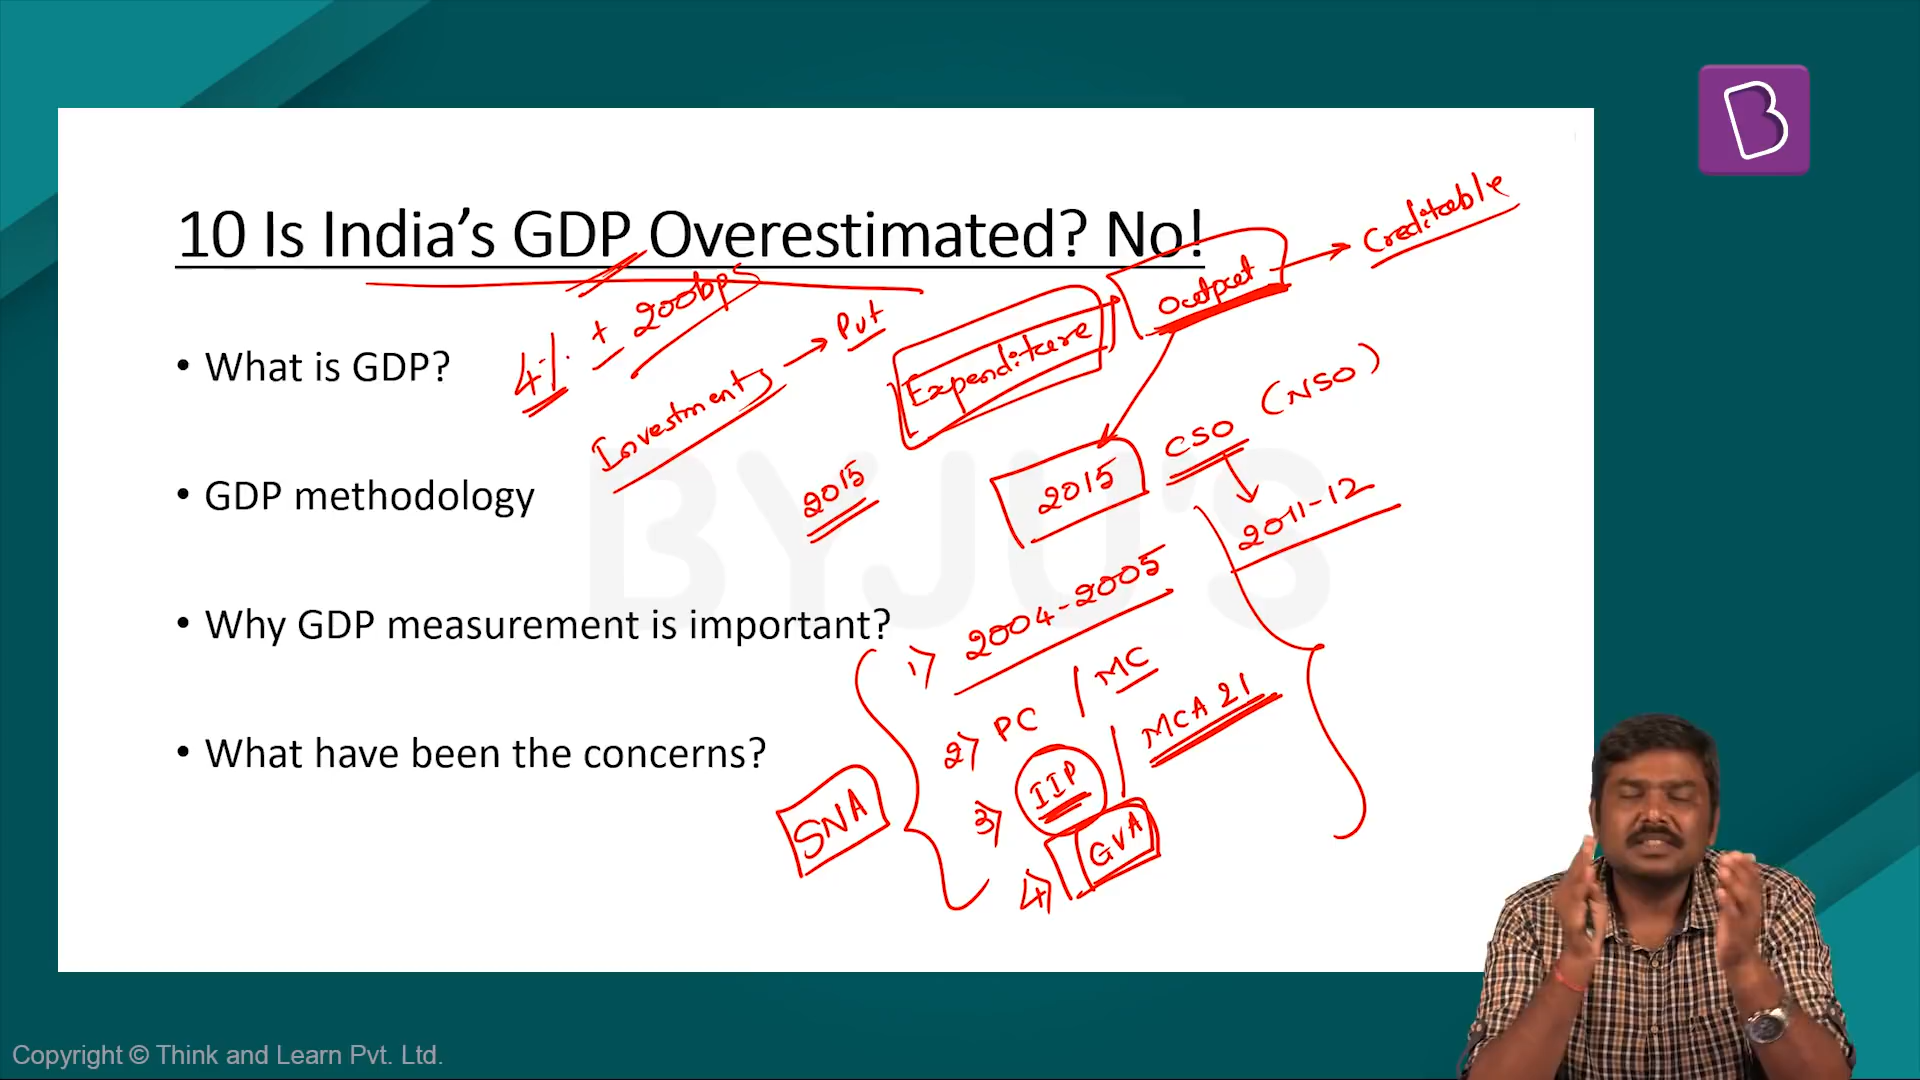 B
10 Is India's GDP Overestimated? No!
Creditable
Output
4% + 200bps
Put
Expenditure
Investments
• What is GDP?
CSO (NSO)
2015
2015
2011-12
• GDP methodology
BYJU'S
1) 2004-2005
• Why GDP measurement is important?
2) PC / MC
3) IIP / MCA 21
• What have been the concerns?
SNA
4) GVA
Copyright © Think and Learn Pvt. Ltd.